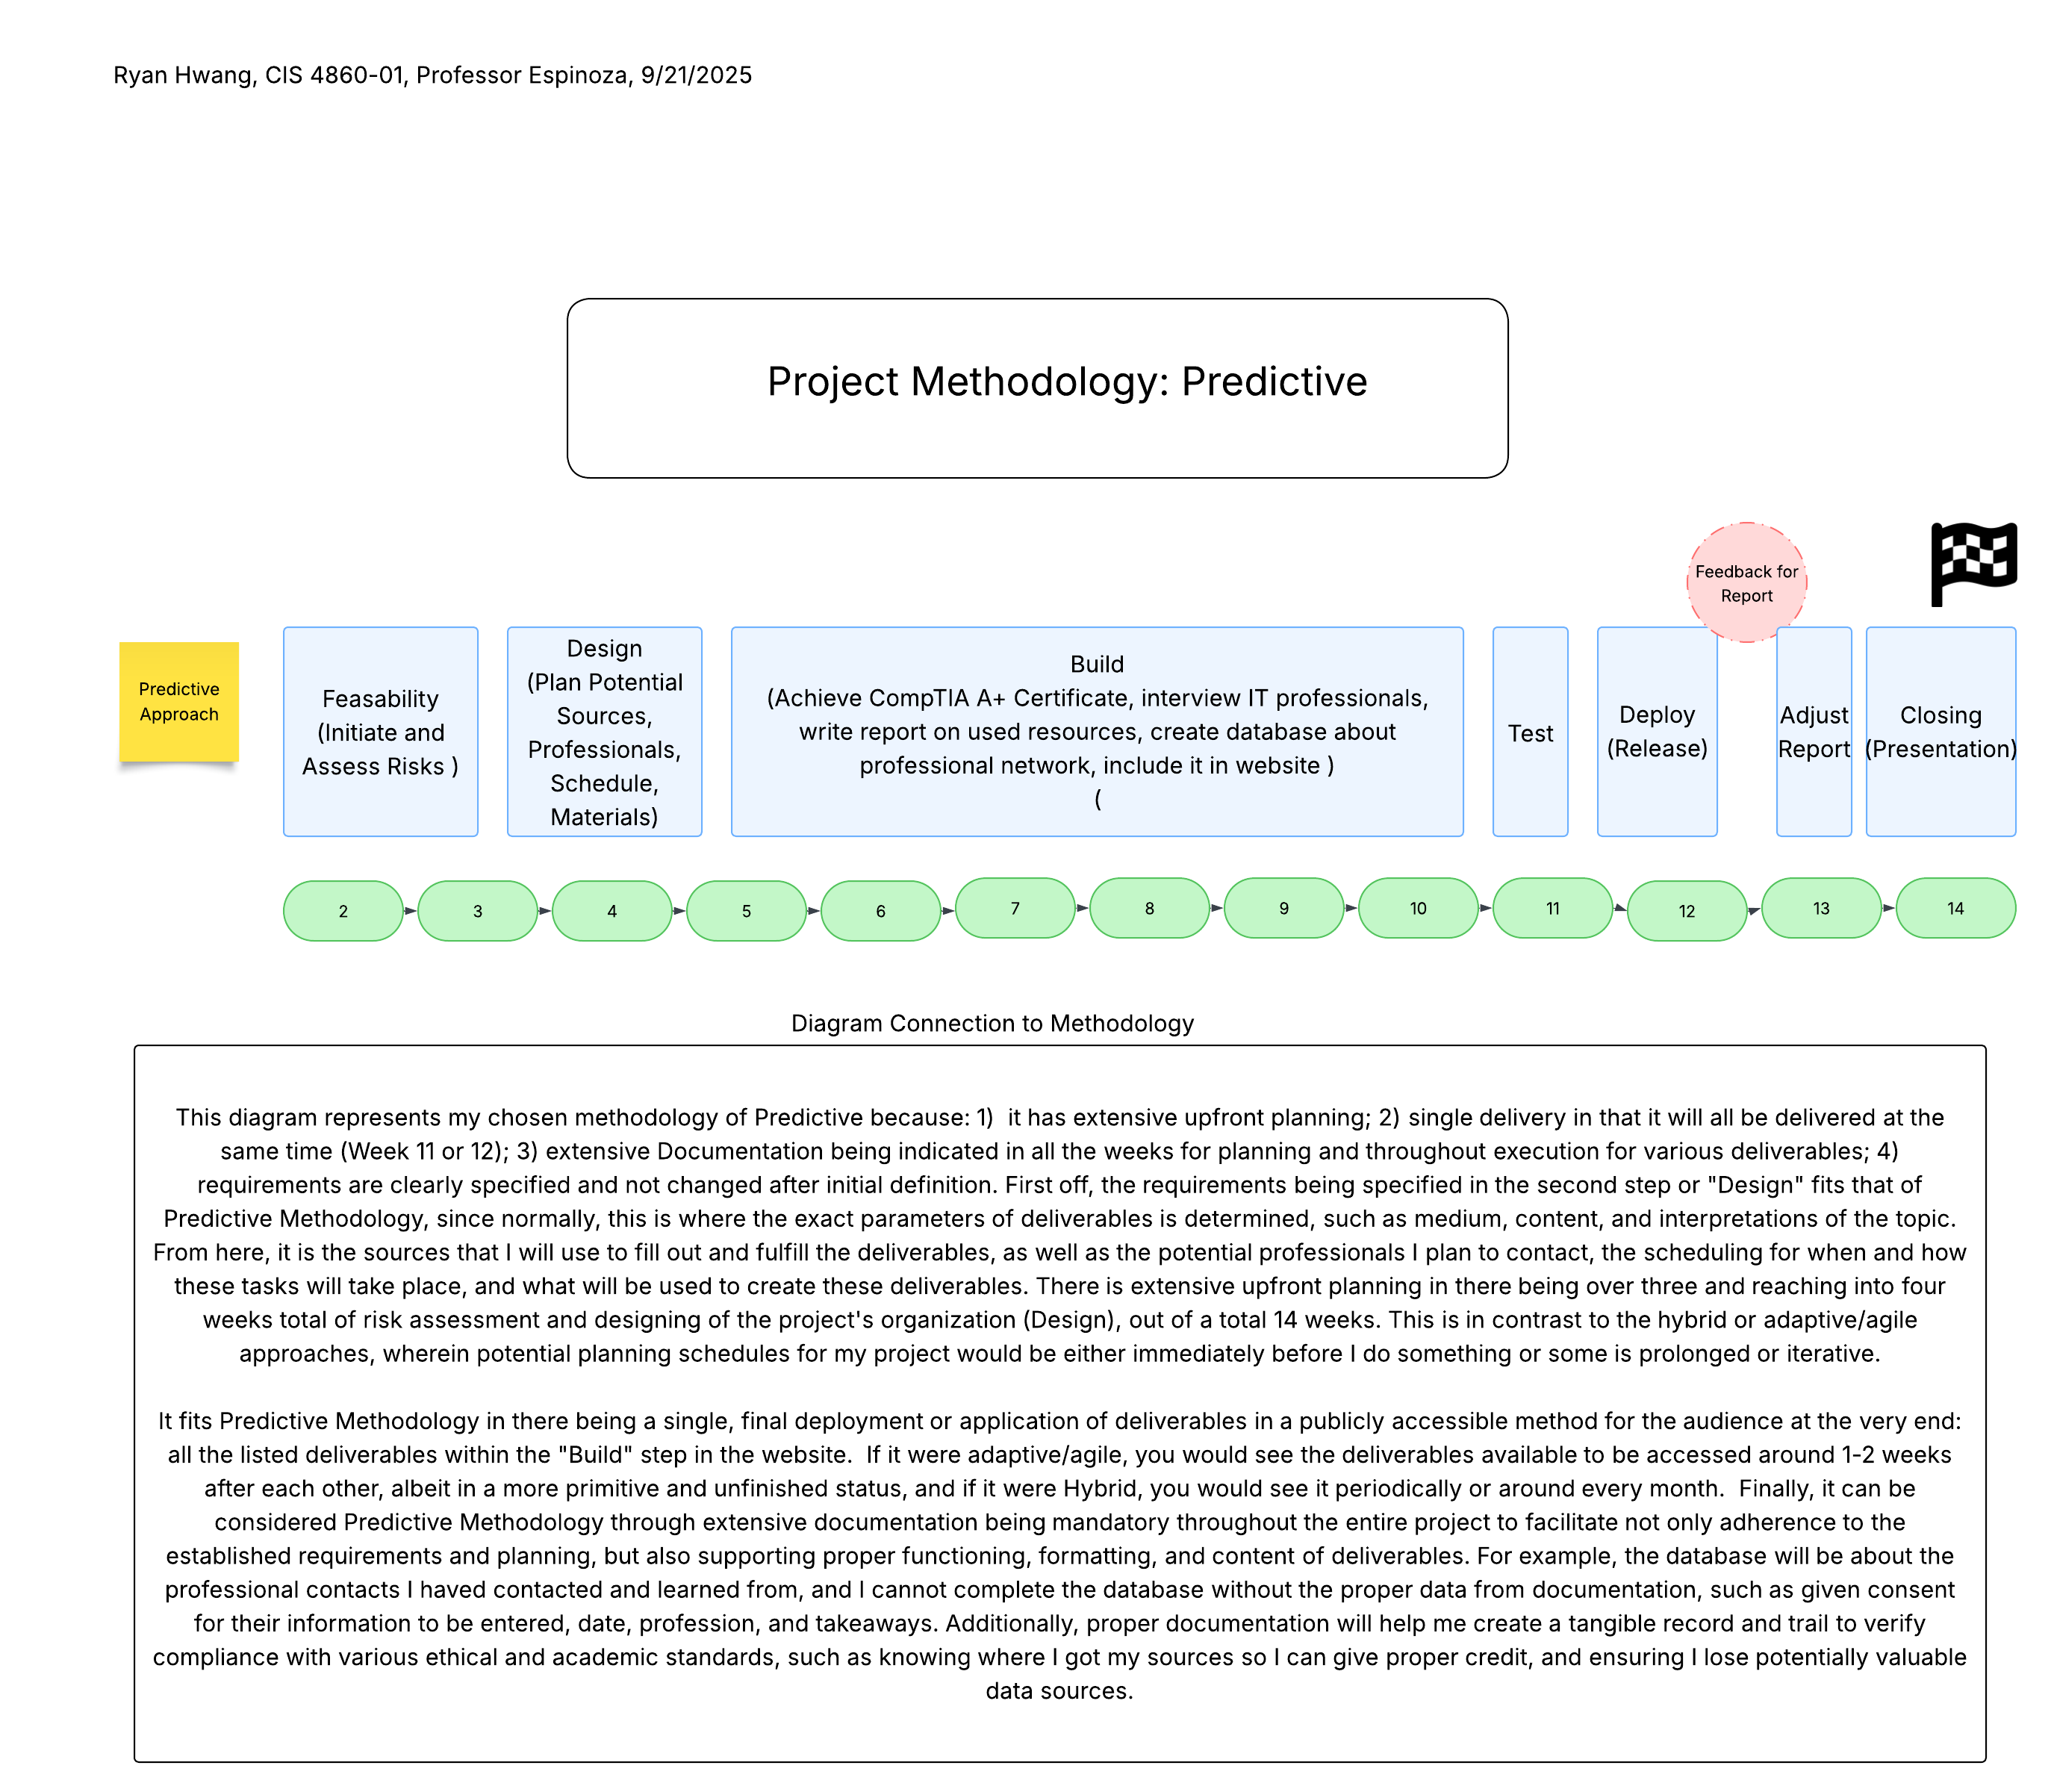 Ryan Hwang, CIS 4860-01, Professor Espinoza, 9/21/2025
Project Methodology: Predictive
Feedback for
Report
Predictive
Approach
Feasability
(Initiate and
Assess Risks )
Design
(Plan Potential
Sources,
Professionals,
Schedule,
Materials)
Build
(Achieve CompTIA A+ Certificate, interview IT professionals,
write report on used resources, create database about
professional network, include it in website )
(
Test
Deploy
(Release)
Adjust
Report
Closing
(Presentation)
2
3
4
5
6
7
8
9
10
11
12
13
14
Diagram Connection to Methodology
This diagram represents my chosen methodology of Predictive because: 1)  it has extensive upfront planning; 2) single delivery in that it will all be delivered at the
same time (Week 11 or 12); 3) extensive Documentation being indicated in all the weeks for planning and throughout execution for various deliverables; 4)
requirements are clearly specified and not changed after initial definition. First off, the requirements being specified in the second step or "Design" fits that of
Predictive Methodology, since normally, this is where the exact parameters of deliverables is determined, such as medium, content, and interpretations of the topic.
From here, it is the sources that I will use to fill out and fulfill the deliverables, as well as the potential professionals I plan to contact, the scheduling for when and how
these tasks will take place, and what will be used to create these deliverables. There is extensive upfront planning in there being over three and reaching into four
weeks total of risk assessment and designing of the project's organization (Design), out of a total 14 weeks. This is in contrast to the hybrid or adaptive/agile
approaches, wherein potential planning schedules for my project would be either immediately before I do something or some is prolonged or iterative.
It fits Predictive Methodology in there being a single, final deployment or application of deliverables in a publicly accessible method for the audience at the very end:
all the listed deliverables within the "Build" step in the website.  If it were adaptive/agile, you would see the deliverables available to be accessed around 1-2 weeks
after each other, albeit in a more primitive and unfinished status, and if it were Hybrid, you would see it periodically or around every month.  Finally, it can be
considered Predictive Methodology through extensive documentation being mandatory throughout the entire project to facilitate not only adherence to the
established requirements and planning, but also supporting proper functioning, formatting, and content of deliverables. For example, the database will be about the
professional contacts I haved contacted and learned from, and I cannot complete the database without the proper data from documentation, such as given consent
for their information to be entered, date, profession, and takeaways. Additionally, proper documentation will help me create a tangible record and trail to verify
compliance with various ethical and academic standards, such as knowing where I got my sources so I can give proper credit, and ensuring I lose potentially valuable
data sources.